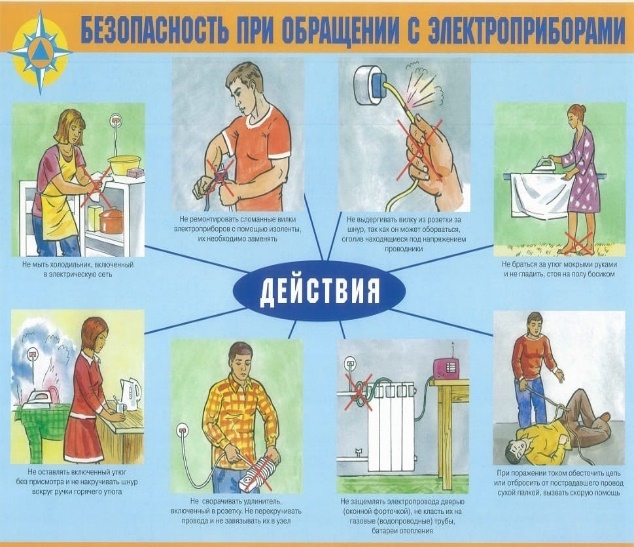 БЕЗОПАСНОСТЬ ПРИ ОБРАЩЕНИИ С ЭЛЕКТРОПРИБОРАМИ
Не ремонтировать сломанные вилки
электроприборов с помощью изоленты,
их необходимо заменять
Не выдергивать вилку из розетки за
шнур, так как он может оборваться,
оголив находящиеся под напряжением
проводники
Не мыть холодильник, включенный
в электрическую сеть
Не браться за утюг мокрыми руками
и не гладить, стоя на полу босиком
ДЕЙСТВИЯ
Не оставлять включенный утюг
без присмотра и не накручивать шнур
вокруг ручки горячего утюга
Не сворачивать удлинитель,
включенный в розетку. Не перекручивать
провода и не завязывать их в узел
Не защемлять электропровода дверью
(оконной форточкой), не класть их на
газовые (водопроводные) трубы,
батареи отопления
При поражении током обесточить цепь
или отбросить от пострадавшего провод
сухой палкой, вызвать скорую помощь